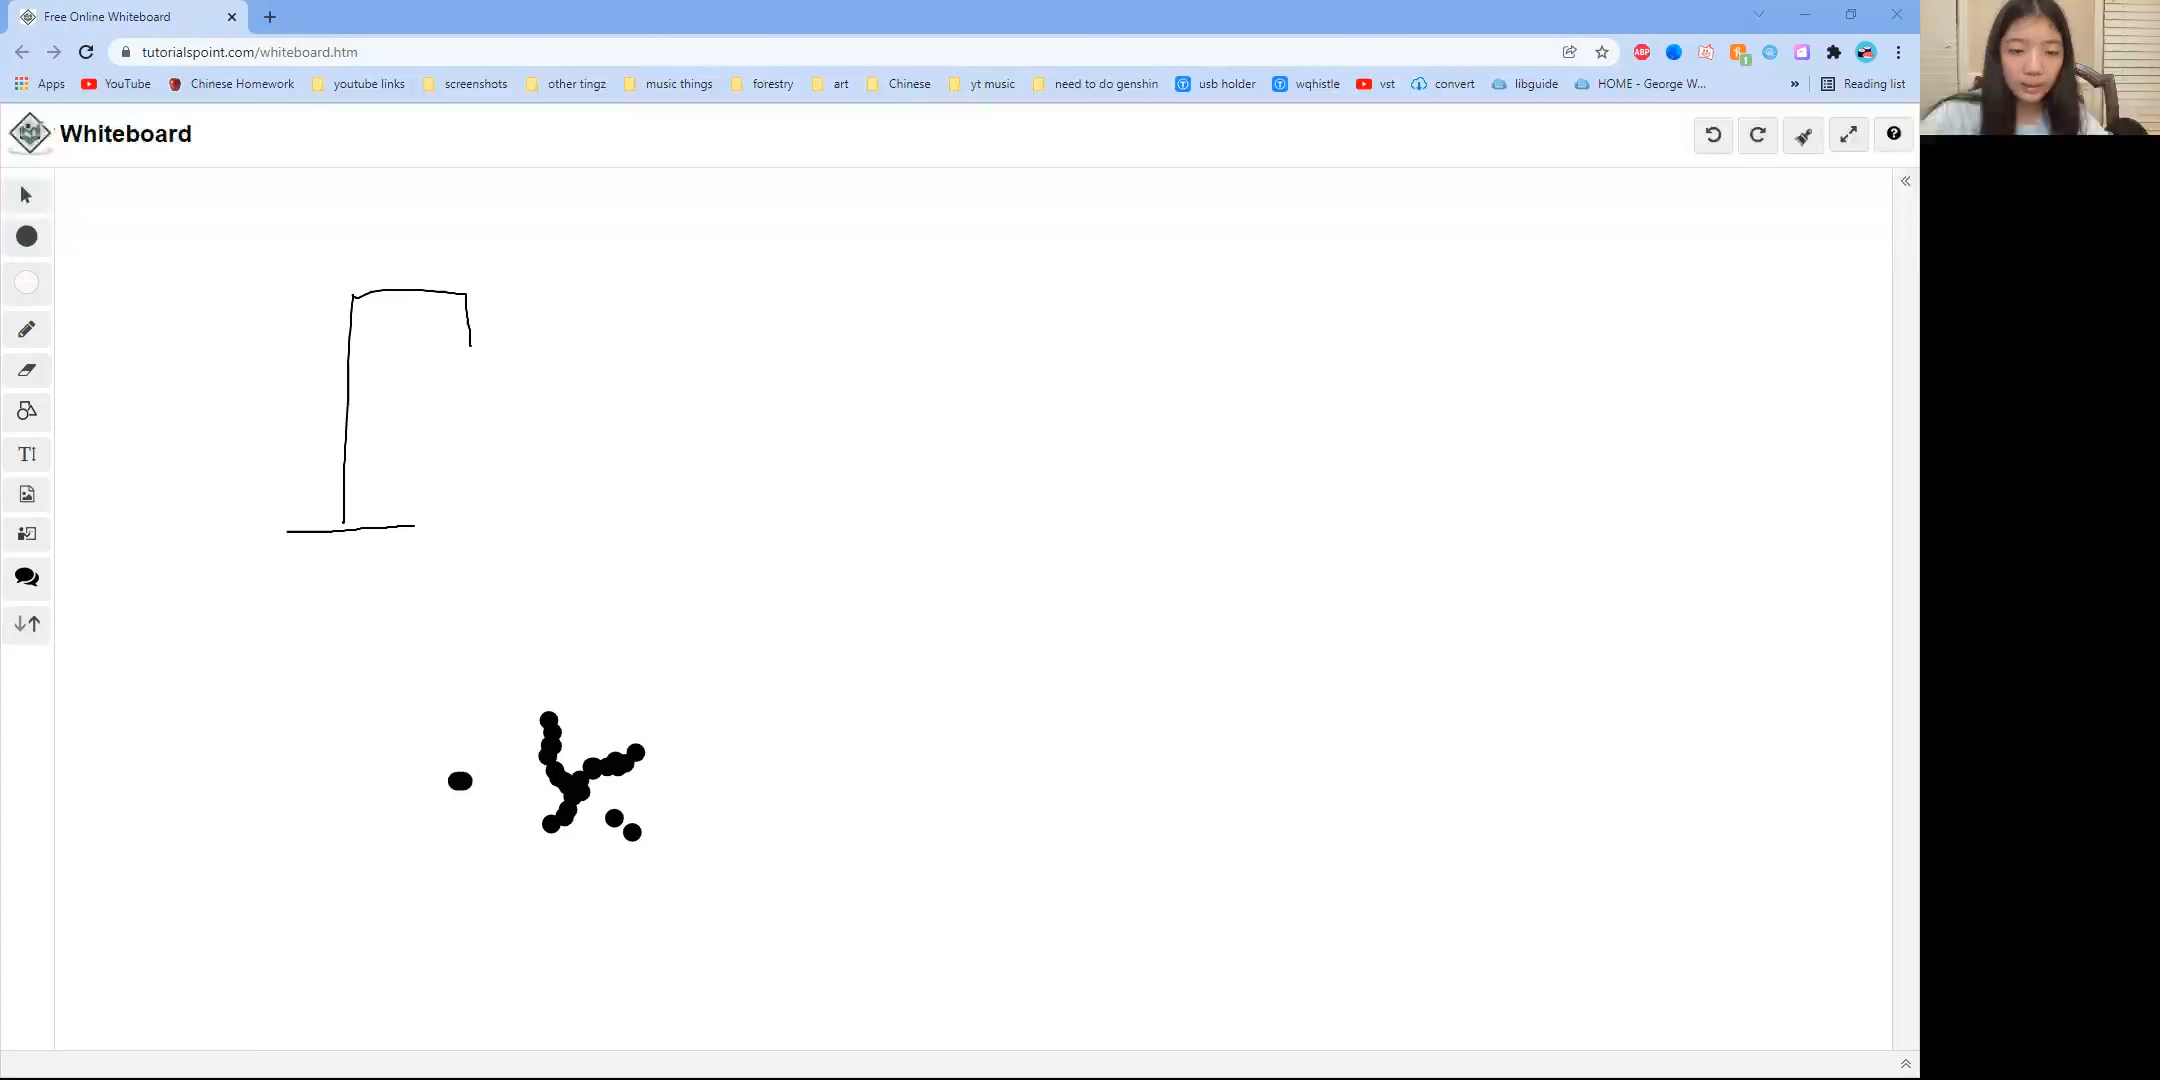 Free Online Whiteboard
tutorialspoint.com/whiteboard.htm
ABP
1
Apps YouTube Chinese Homework youtube links screenshots other tingz music things forestry art Chinese yt music need to do genshin usb holder wqhistle vst convert libguide HOME - George W... » Reading list
Whiteboard
T